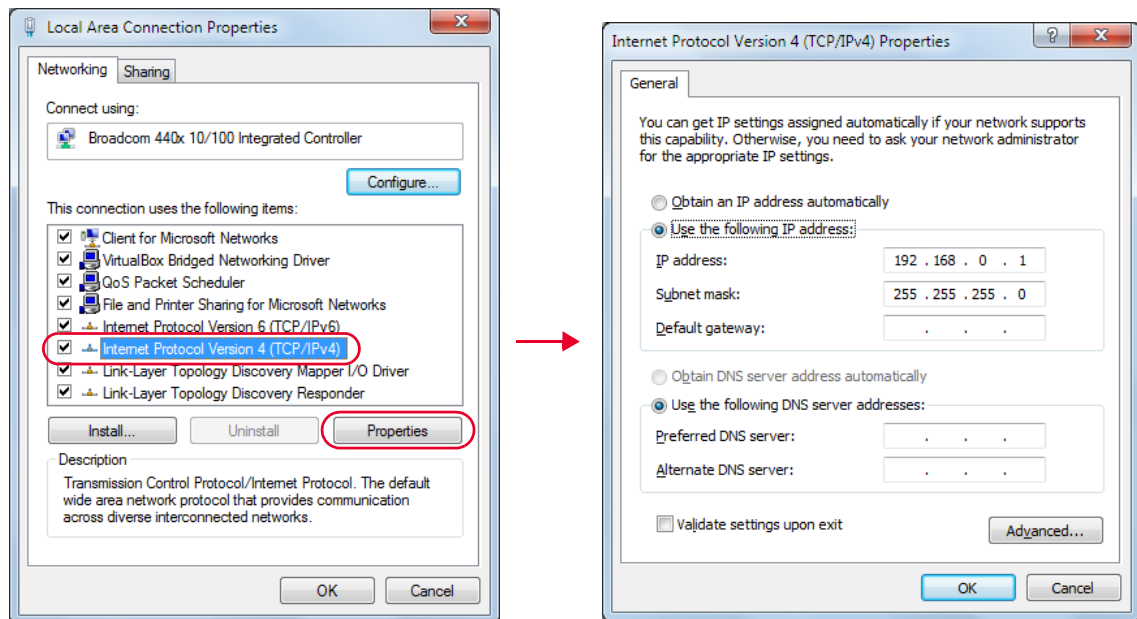 Local Area Connection Properties
Networking
Sharing
Connect using:
Broadcom 440x 10/100 Integrated Controller
Configure...
This connection uses the following items:
Client for Microsoft Networks
VirtualBox Bridged Networking Driver
QoS Packet Scheduler
File and Printer Sharing for Microsoft Networks
Internet Protocol Version 6 (TCP/IPv6)
Internet Protocol Version 4 (TCP/IPv4)
Link-Layer Topology Discovery Mapper I/O Driver
Link-Layer Topology Discovery Responder
Install...
Uninstall
Properties
Description
Transmission Control Protocol/Internet Protocol. The default
wide area network protocol that provides communication
across diverse interconnected networks.
OK
Cancel
Internet Protocol Version 4 (TCP/IPv4) Properties
?
General
You can get IP settings assigned automatically if your network supports
this capability. Otherwise, you need to ask your network administrator
for the appropriate IP settings.
Obtain an IP address automatically
Use the following IP address:
IP address:
192 . 168 . 0 . 1
Subnet mask:
255 . 255 . 255 . 0
Default gateway:
. . .
Obtain DNS server address automatically
Use the following DNS server addresses:
Preferred DNS server:
. . .
Alternate DNS server:
. . .
Validate settings upon exit
Advanced...
OK
Cancel